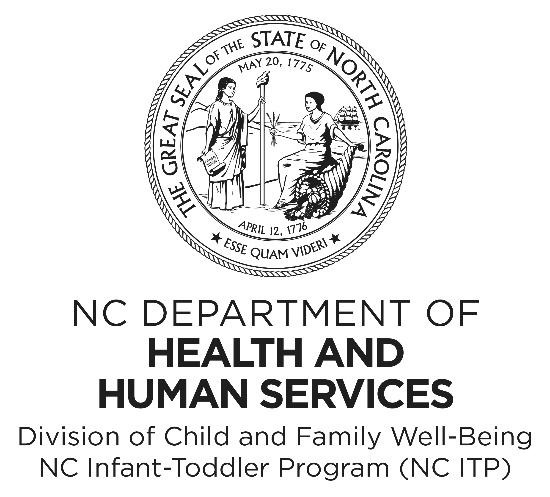 THE GREAT SEAL OF THE STATE OF NORTH CAROLINA
MAY 20, 1775
APRIL 12, 1776
★ ESSE QUAM VIDERI ★
NC DEPARTMENT OF
HEALTH AND
HUMAN SERVICES
Division of Child and Family Well-Being
NC Infant-Toddler Program (NC ITP)